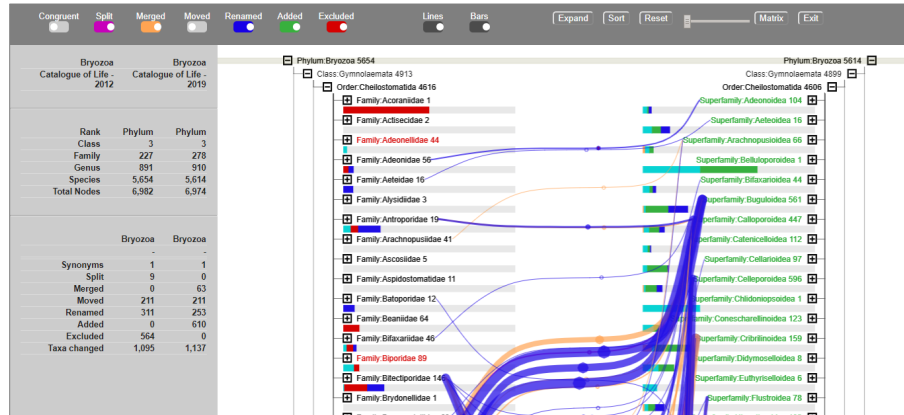 Congruent Split Merged Moved Renamed Added Excluded Lines Bars Expand Sort Reset Matrix Exit
Bryozoa Bryozoa
Catalogue of Life - Catalogue of Life -
2012 2019
Rank Phylum Phylum
Class 3 3
Family 227 278
Genus 891 910
Species 5,654 5,614
Total Nodes 6,982 6,974
Bryozoa Bryozoa
- -
Synonyms 1 1
Split 9 0
Merged 0 63
Moved 211 211
Renamed 311 253
Added 0 610
Excluded 564 0
Taxa changed 1,095 1,137
Phylum:Bryozoa 5654
Class:Gymnolaemata 4913
Order:Cheilostomatida 4616
Family:Acoraniidae 1
Family:Actisecidae 2
Family:Adeonellidae 44
Family:Adeonidae 56
Family:Aeteidae 16
Family:Alysidiidae 3
Family:Antroporidae 19
Family:Arachnopusiidae 41
Family:Ascosiidae 5
Family:Aspidostomatidae 11
Family:Batoporidae 12
Family:Beaniidae 64
Family:Bifaxariidae 46
Family:Biporidae 89
Family:Bitectiporidae 146
Family:Brydonellidae 1
Phylum:Bryozoa 5614
Class:Gymnolaemata 4899
Order:Cheilostomatida 4606
Superfamily:Adeonoidea 104
Superfamily:Aeteoidea 16
Superfamily:Arachnopusioidea 66
Superfamily:Belluloporoidea 1
Superfamily:Bifaxarioidea 44
Superfamily:Buguloidea 561
Superfamily:Calloporoidea 447
Superfamily:Catenicelloidea 112
Superfamily:Cellarioidea 97
Superfamily:Celleporoidea 596
Superfamily:Chlidoniopsoidea 1
Superfamily:Conescharellinoidea 123
Superfamily:Cribrilinoidea 159
Superfamily:Didymoselloidea 8
Superfamily:Euthyriselloidea 6
Superfamily:Flustroidea 78